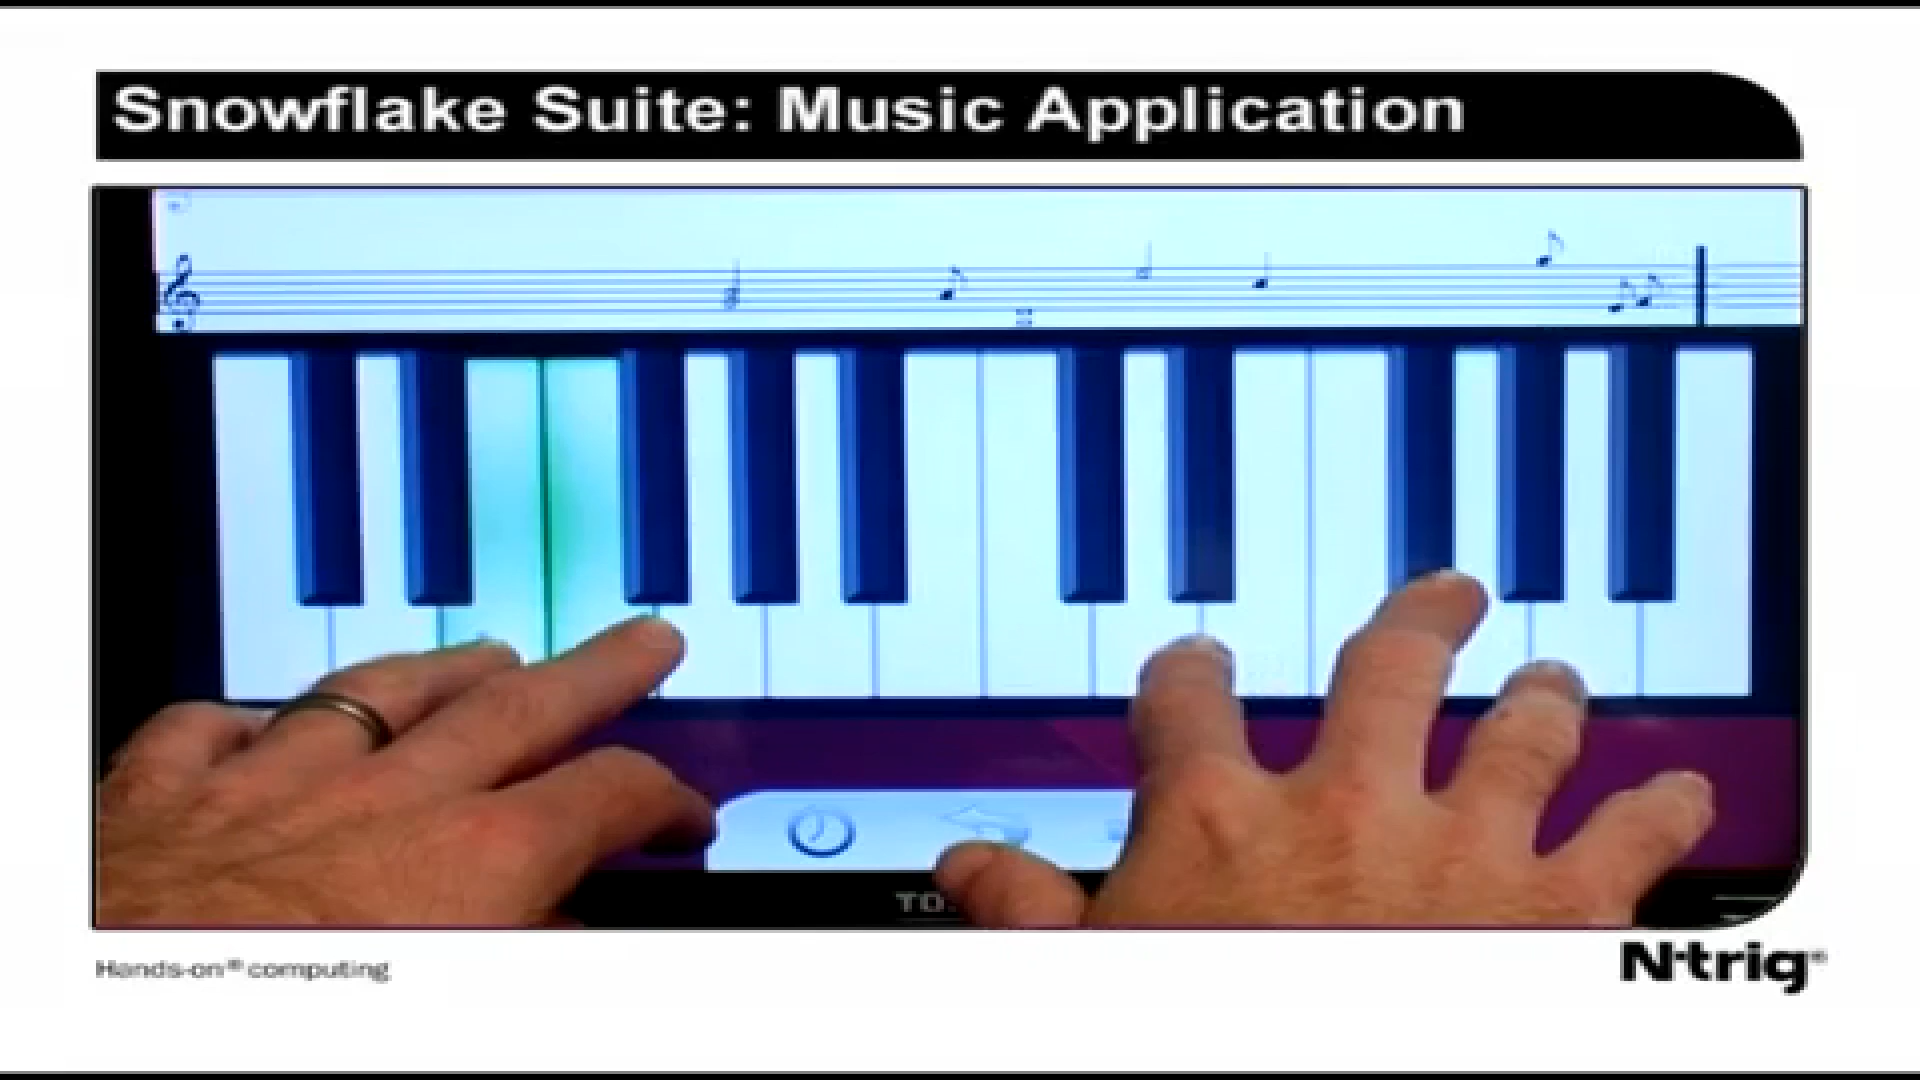 Snowflake Suite: Music Application
Hands-on® computing
N-trig®